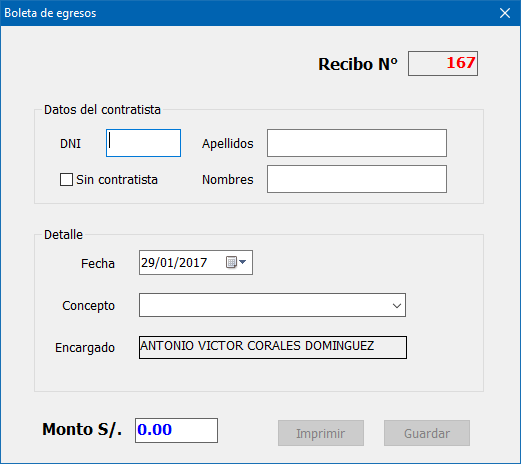 Boleta de egresos
Recibo N° 167
Datos del contratista
DNI Apellidos
Sin contratista Nombres
Detalle
Fecha 29/01/2017
Concepto
Encargado ANTONIO VICTOR CORALES DOMINGUEZ
Monto S/. 0.00 Imprimir Guardar